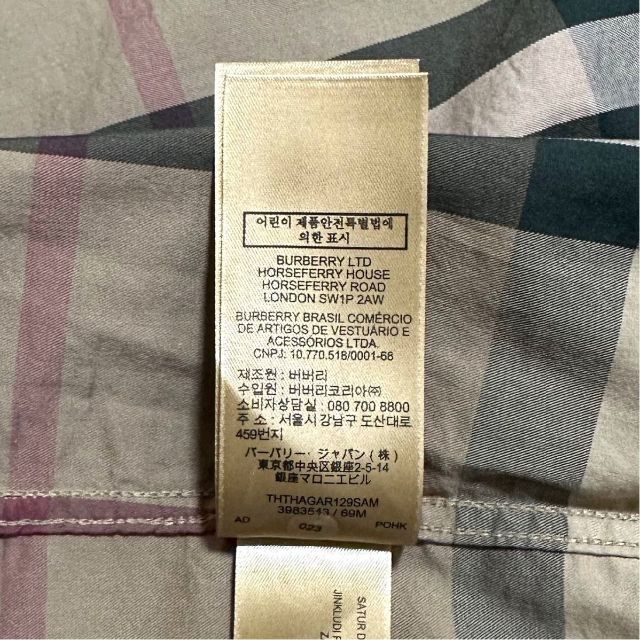 어린이 제품안전특별법에
의한 표시
BURBERRY LTD
HORSEFERRY HOUSE
HORSEFERRY ROAD
LONDON SW1P 2AW
BURBERRY BRASIL COMÉRCIO
DE ARTIGOS DE VESTUÁRIO E
ACESSÓRIOS LTDA.
CNPJ: 10.770.518/0001-66
제조원 : 버버리
수입원 : 버버리코리아㈜
소비자상담실 : 080 700 8800
주 소 : 서울시 강남구 도산대로
459번지
バーバリー・ジャパン(株)
東京都中央区銀座2-5-14
銀座マロニエビル
THTHAGAR129SAM
3983513 / 69M
AD 023 POHK
SATUR D
JINKLUDI F